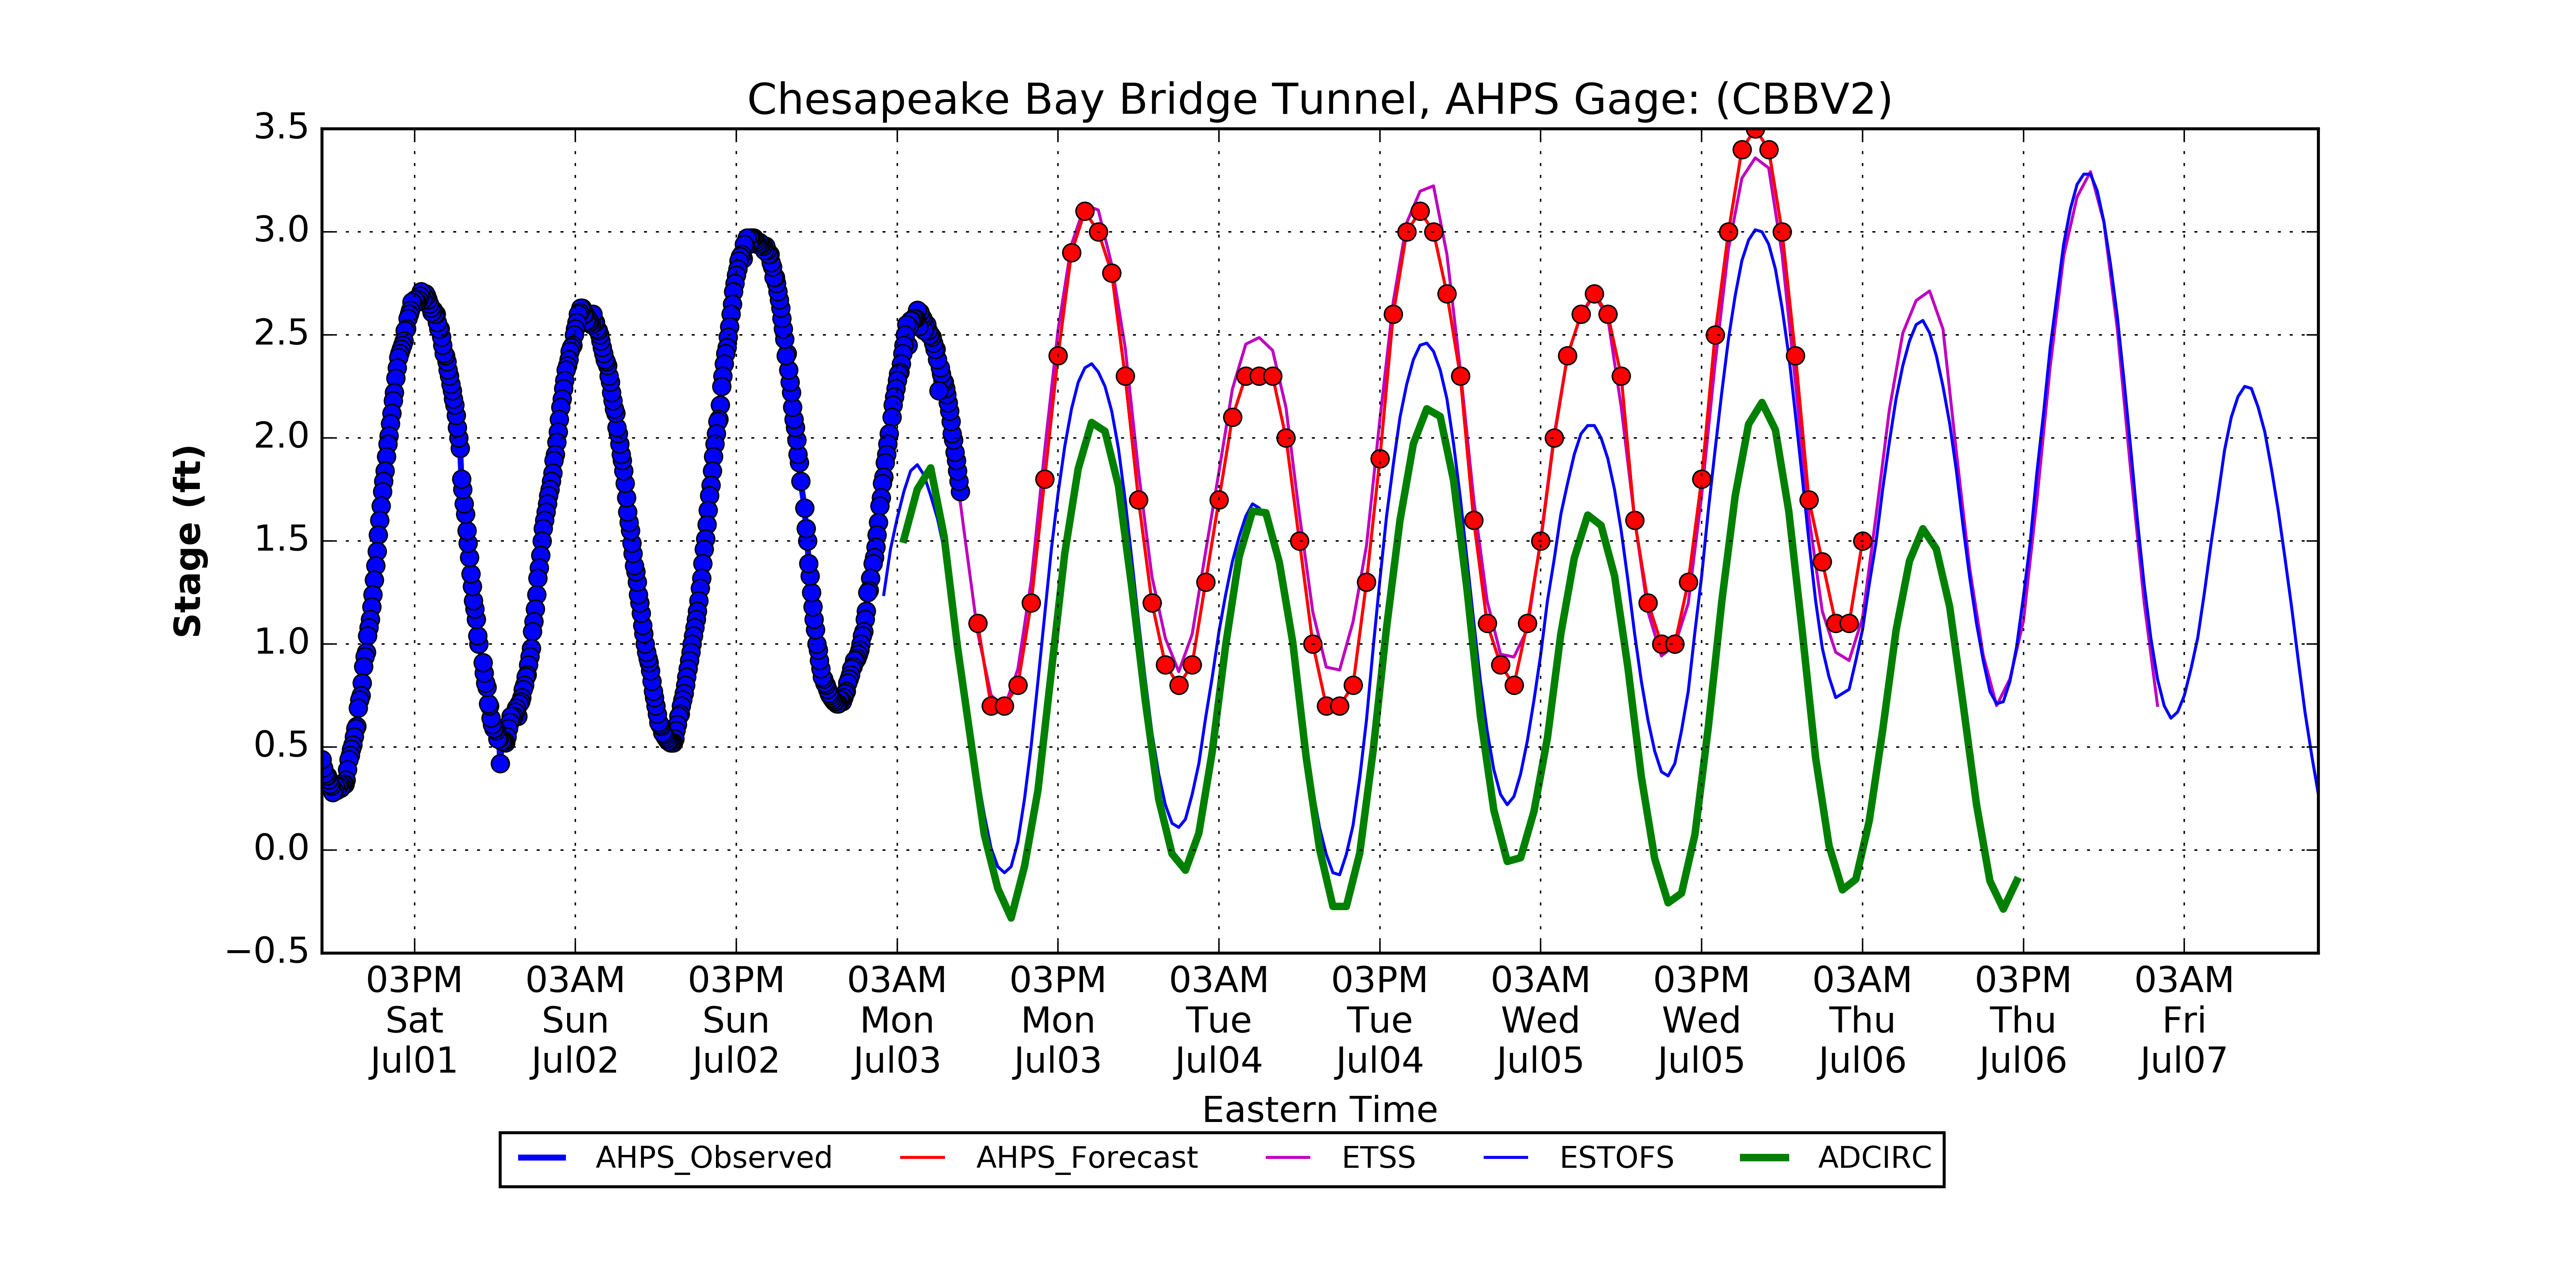 Chesapeake Bay Bridge Tunnel, AHPS Gage: (CBBV2)
3.5
3.0
2.5
2.0
1.5
1.0
0.5
0.0
−0.5
Stage (ft)
03PM 03AM 03PM 03AM 03PM 03AM 03PM 03AM 03PM 03AM 03PM 03AM
Sat Sun Sun Mon Mon Tue Tue Wed Wed Thu Thu Fri
Jul01 Jul02 Jul02 Jul03 Jul03 Jul04 Jul04 Jul05 Jul05 Jul06 Jul06 Jul07
Eastern Time
AHPS_Observed AHPS_Forecast ETSS ESTOFS ADCIRC